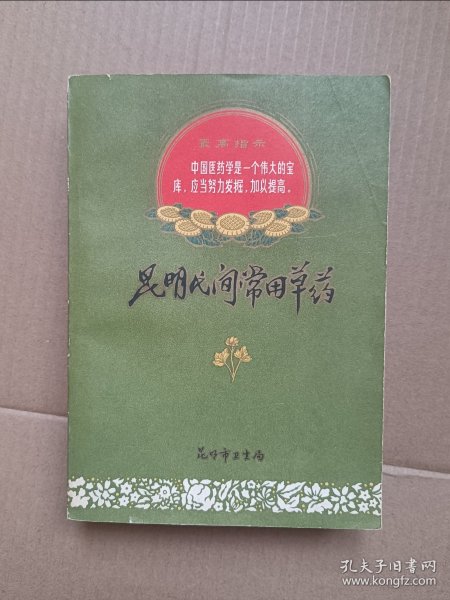 最高指示
中国医药学是一个伟大的宝
库，应当努力发掘，加以提高。
昆明民间常用草药
昆明市卫生局
孔夫子旧书网
www.kongfz.com